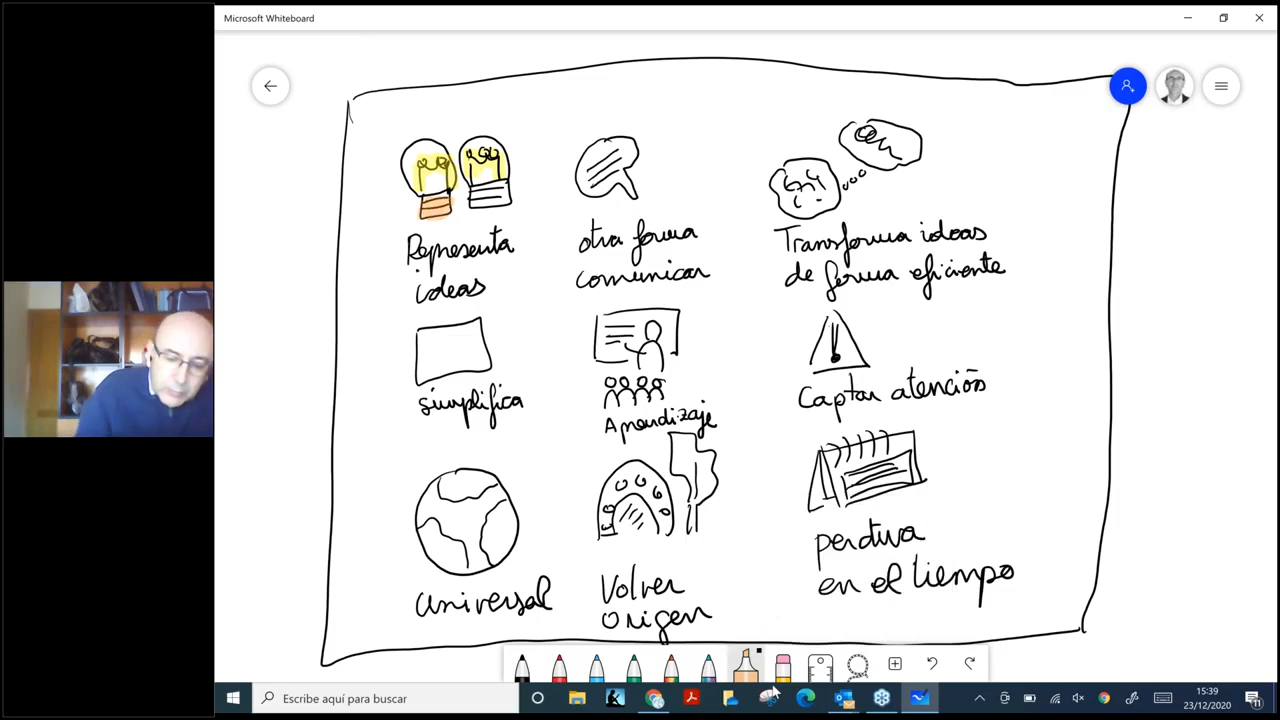 Microsoft Whiteboard
Representa
ideas
otra forma
comunicar
Transforma ideas
de forma eficiente
simplifica
Aprendizaje
Captar atención
universal
Volver
origen
perdura
en el tiempo
Escribe aquí para buscar
15:39
23/12/2020
11